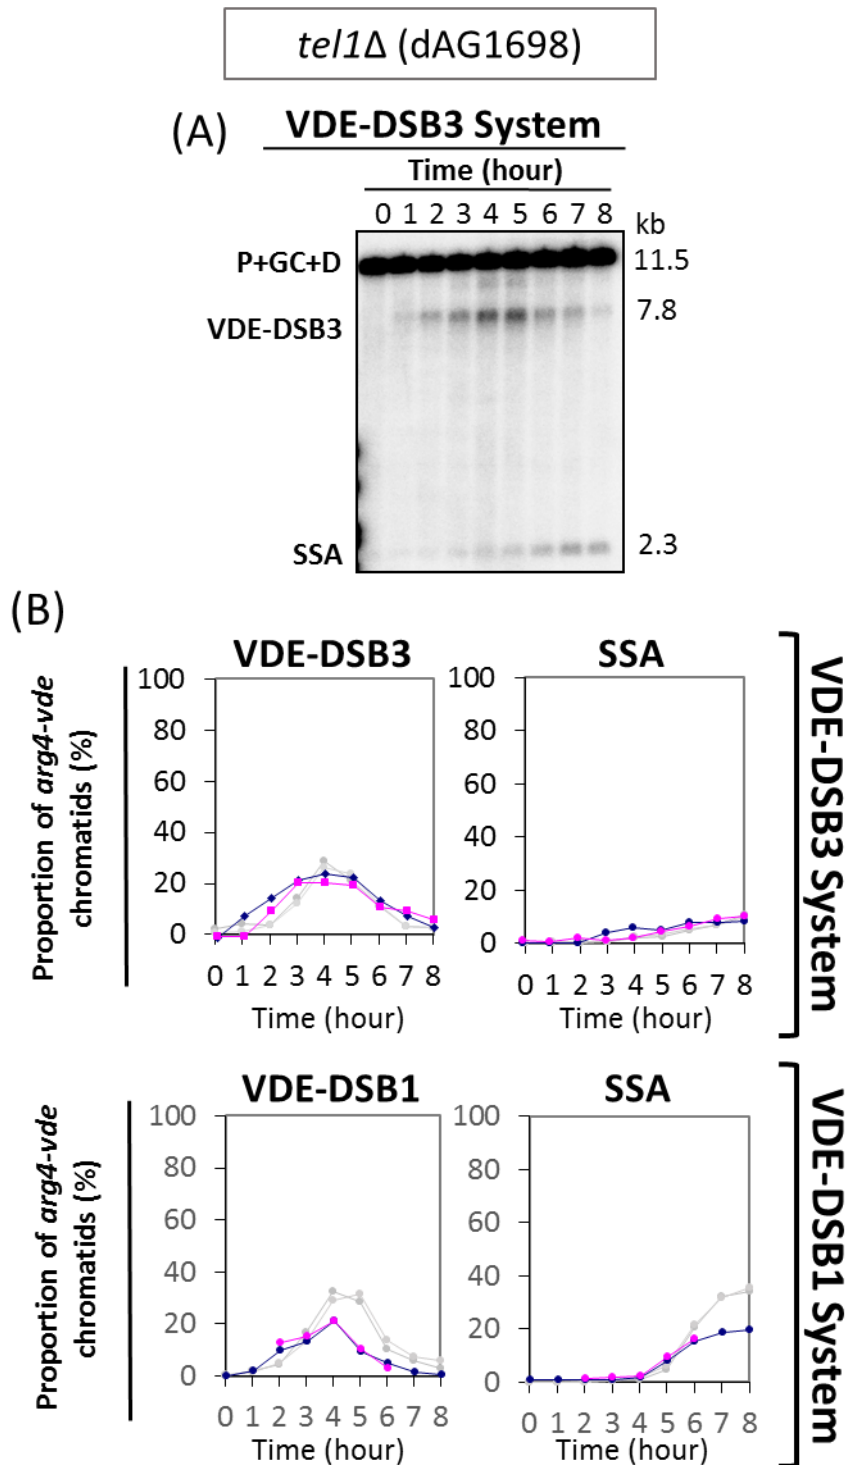 tel1Δ (dAG1698)
(A)
VDE-DSB3 System
Time (hour)
0 1 2 3 4 5 6 7 8
kb
P+GC+D
11.5
VDE-DSB3
7.8
SSA
2.3
(B)
VDE-DSB3
SSA
Proportion of arg4-vde
chromatids (%)
100
80
60
40
20
0
0 1 2 3 4 5 6 7 8
Time (hour)
100
80
60
40
20
0
0 1 2 3 4 5 6 7 8
Time (hour)
VDE-DSB3 System
VDE-DSB1
SSA
Proportion of arg4-vde
chromatids (%)
100
80
60
40
20
0
0 1 2 3 4 5 6 7 8
Time (hour)
100
80
60
40
20
0
0 1 2 3 4 5 6 7 8
Time (hour)
VDE-DSB1 System